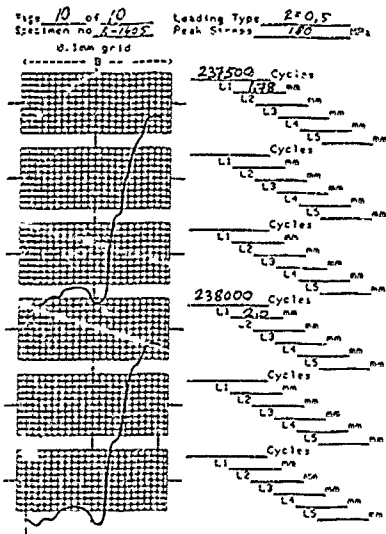 Page 10 of 10 Loading Type 2=0,5
Specimen no Peak Stress 180 MPa
0.5mm grid
B
237500 Cycles
L1 1.78 mm
L2 mm
L3 mm
L4 mm
L5 mm
Cycles
L1 mm
L2 mm
L3 mm
L4 mm
L5 mm
Cycles
L1 mm
L2 mm
L3 mm
L4 mm
L5 mm
238000 Cycles
L1 2.0 mm
L2 mm
L3 mm
L4 mm
L5 mm
Cycles
L1 mm
L2 mm
L3 mm
L4 mm
L5 mm
Cycles
L1 mm
L2 mm
L3 mm
L4 mm
L5 mm